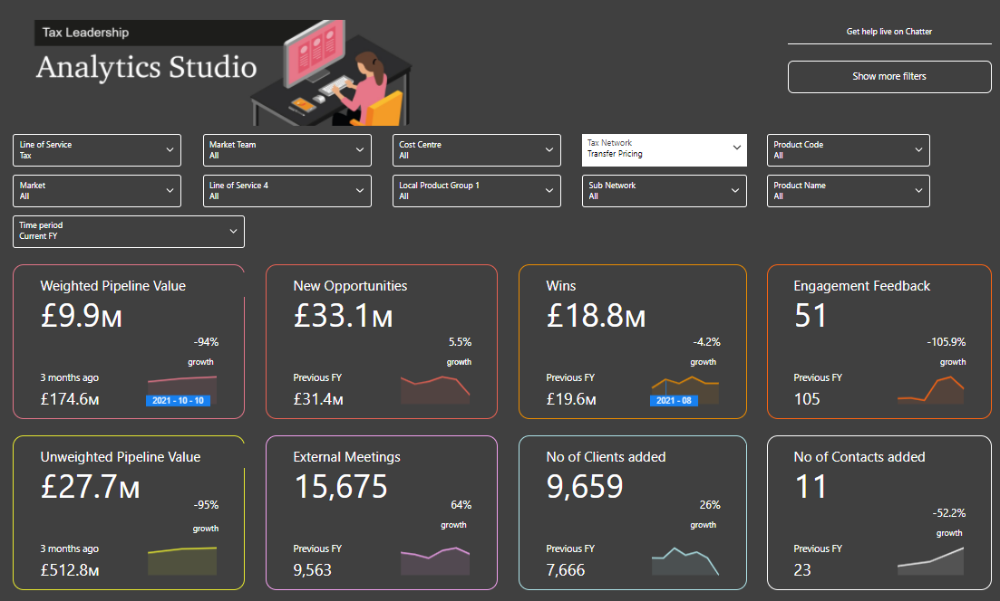 Tax Leadership
Analytics Studio
Get help live on Chatter
Show more filters
Line of Service
Tax
Market Team
All
Cost Centre
All
Tax Network
Transfer Pricing
Product Code
All
Market
All
Line of Service 4
All
Local Product Group 1
All
Sub Network
All
Product Name
All
Time period
Current FY
Weighted Pipeline Value
£9.9M
-94%
growth
3 months ago
£174.6M
2021 - 10 - 10
New Opportunities
£33.1M
5.5%
growth
Previous FY
£31.4M
Wins
£18.8M
-4.2%
growth
Previous FY
£19.6M
2021 - 08
Engagement Feedback
51
-105.9%
growth
Previous FY
105
Unweighted Pipeline Value
£27.7M
-95%
growth
3 months ago
£512.8M
External Meetings
15,675
64%
growth
Previous FY
9,563
No of Clients added
9,659
26%
growth
Previous FY
7,666
No of Contacts added
11
-52.2%
growth
Previous FY
23